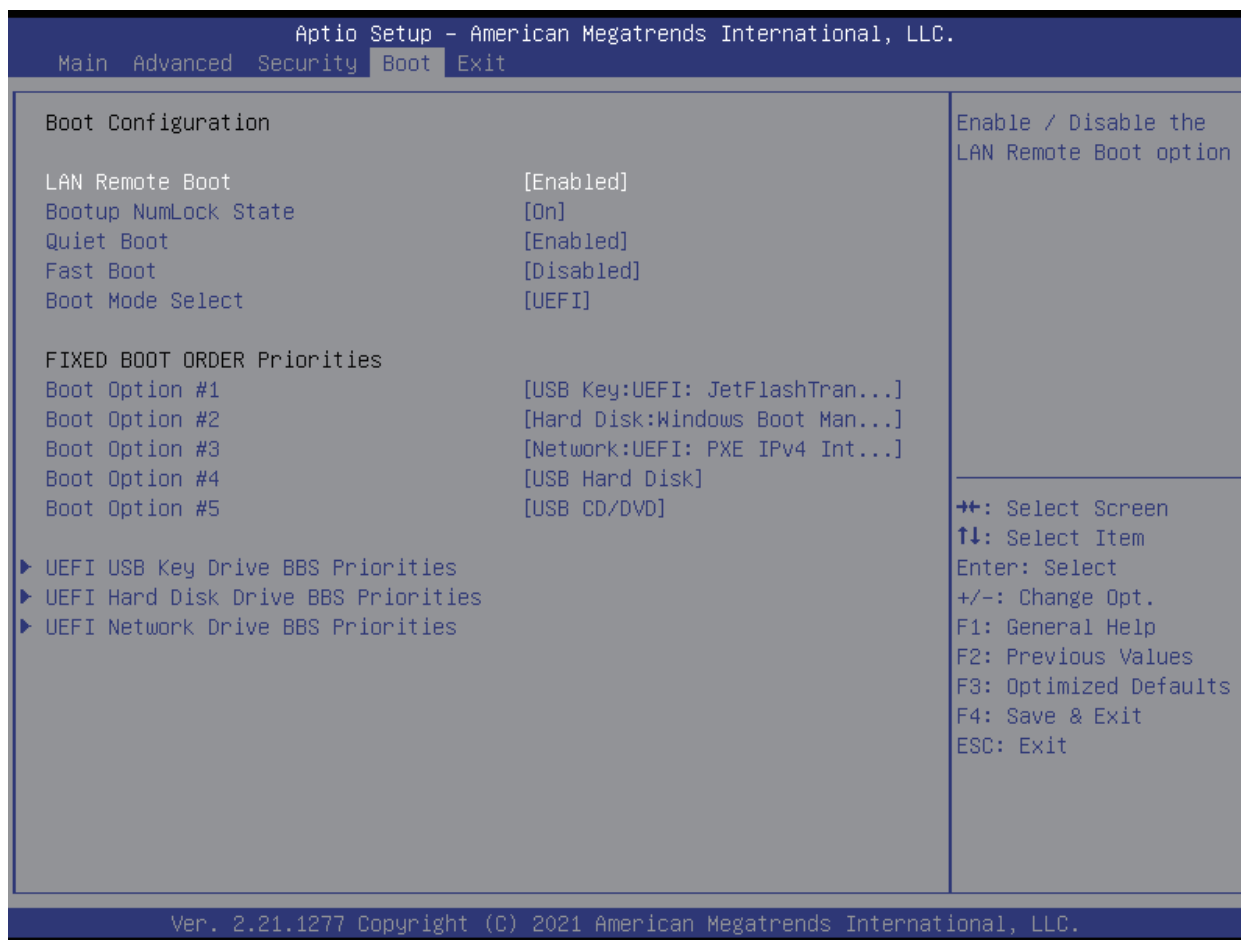 Aptio Setup – American Megatrends International, LLC.
Main Advanced Security Boot Exit
Boot Configuration
LAN Remote Boot [Enabled]
Bootup NumLock State [On]
Quiet Boot [Enabled]
Fast Boot [Disabled]
Boot Mode Select [UEFI]
FIXED BOOT ORDER Priorities
Boot Option #1 [USB Key:UEFI: JetFlashTran...]
Boot Option #2 [Hard Disk:Windows Boot Man...]
Boot Option #3 [Network:UEFI: PXE IPv4 Int...]
Boot Option #4 [USB Hard Disk]
Boot Option #5 [USB CD/DVD]
▶ UEFI USB Key Drive BBS Priorities
▶ UEFI Hard Disk Drive BBS Priorities
▶ UEFI Network Drive BBS Priorities
Enable / Disable the
LAN Remote Boot option
→←: Select Screen
↑↓: Select Item
Enter: Select
+/-: Change Opt.
F1: General Help
F2: Previous Values
F3: Optimized Defaults
F4: Save & Exit
ESC: Exit
Ver. 2.21.1277 Copyright (C) 2021 American Megatrends International, LLC.